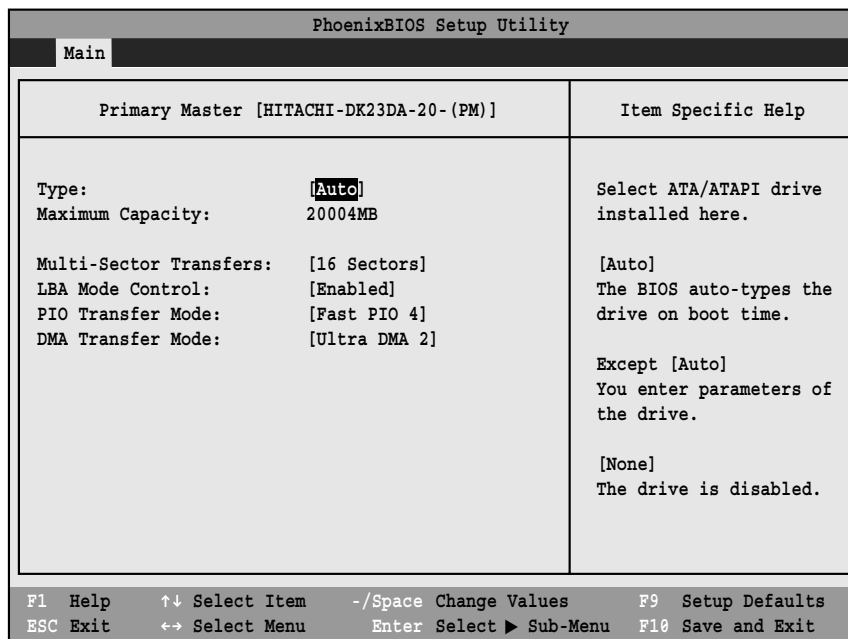 PhoenixBIOS Setup Utility
Main
Primary Master [HITACHI-DK23DA-20-(PM)]
Item Specific Help
Type: [Auto]
Maximum Capacity: 20004MB
Multi-Sector Transfers: [16 Sectors]
LBA Mode Control: [Enabled]
PIO Transfer Mode: [Fast PIO 4]
DMA Transfer Mode: [Ultra DMA 2]
Select ATA/ATAPI drive
installed here.
[Auto]
The BIOS auto-types the
drive on boot time.
Except [Auto]
You enter parameters of
the drive.
[None]
The drive is disabled.
F1 Help ↑↓ Select Item -/Space Change Values F9 Setup Defaults
ESC Exit ←→ Select Menu Enter Select ▶ Sub-Menu F10 Save and Exit